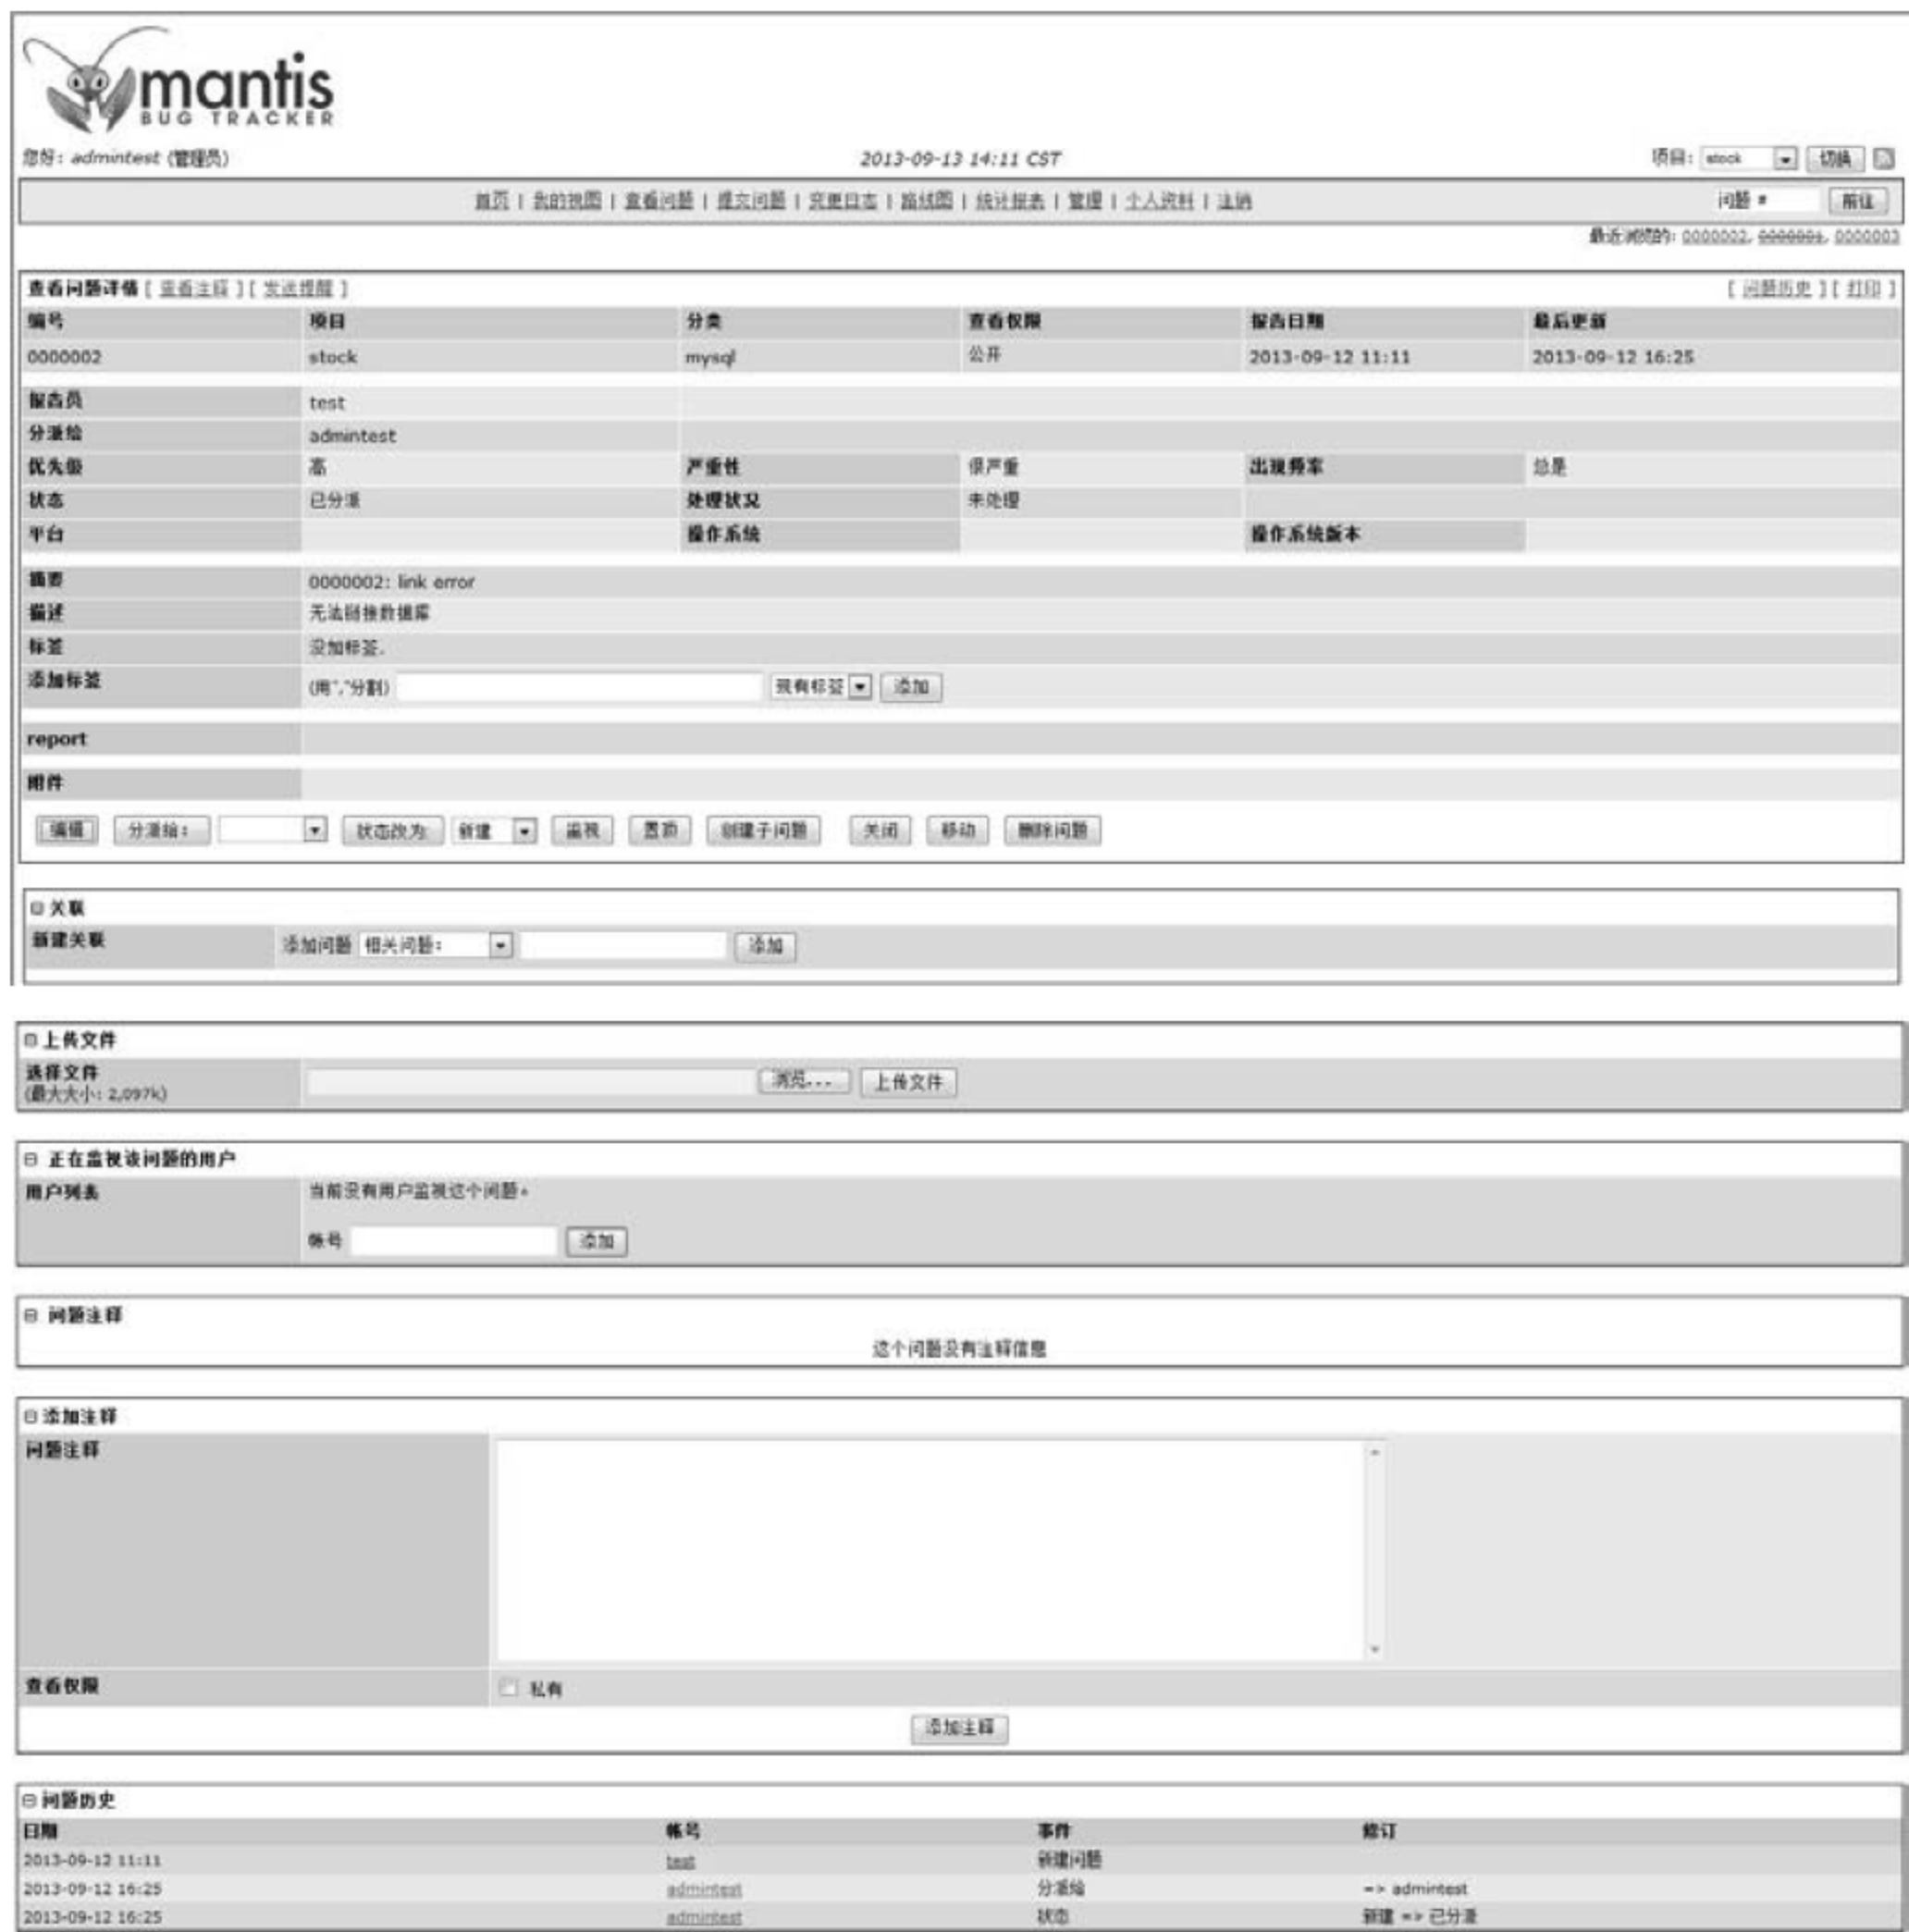 mantis
BUG TRACKER
您好: admintest (管理员) 2013-09-13 14:11 CST 项目: stock 切换
首页 | 我的视图 | 查看问题 | 提交问题 | 变更日志 | 路线图 | 统计报表 | 管理 | 个人资料 | 注销 问题 # 前往
最近浏览的: 0000002, 0000001, 0000003
查看问题详情 [ 查看注释 ] [ 发送提醒 ] [ 问题历史 ] [ 打印 ]
编号 项目 分类 查看权限 报告日期 最后更新
0000002 stock mysql 公开 2013-09-12 11:11 2013-09-12 16:25
报告员 test
分派给 admintest
优先级 高 严重性 很严重 出现频率 总是
状态 已分派 处理状况 未处理
平台 操作系统 操作系统版本
摘要 0000002: link error
描述 无法链接数据库
标签 没加标签.
添加标签 (用","分割) 现有标签 添加
report
附件
编辑 分派给: 状态改为: 新建 监视 置顶 创建子问题 关闭 移动 删除问题
关联
新建关联 添加问题 相关问题: 添加
上传文件
选择文件 浏览... 上传文件
(最大大小: 2,097k)
正在监视该问题的用户
用户列表 当前没有用户监视这个问题。
帐号 添加
问题注释
这个问题没有注释信息
添加注释
问题注释
查看权限 私有
添加注释
问题历史
日期 帐号 事件 修订
2013-09-12 11:11 test 新建问题
2013-09-12 16:25 admintest 分派给 => admintest
2013-09-12 16:25 admintest 状态 新建 => 已分派